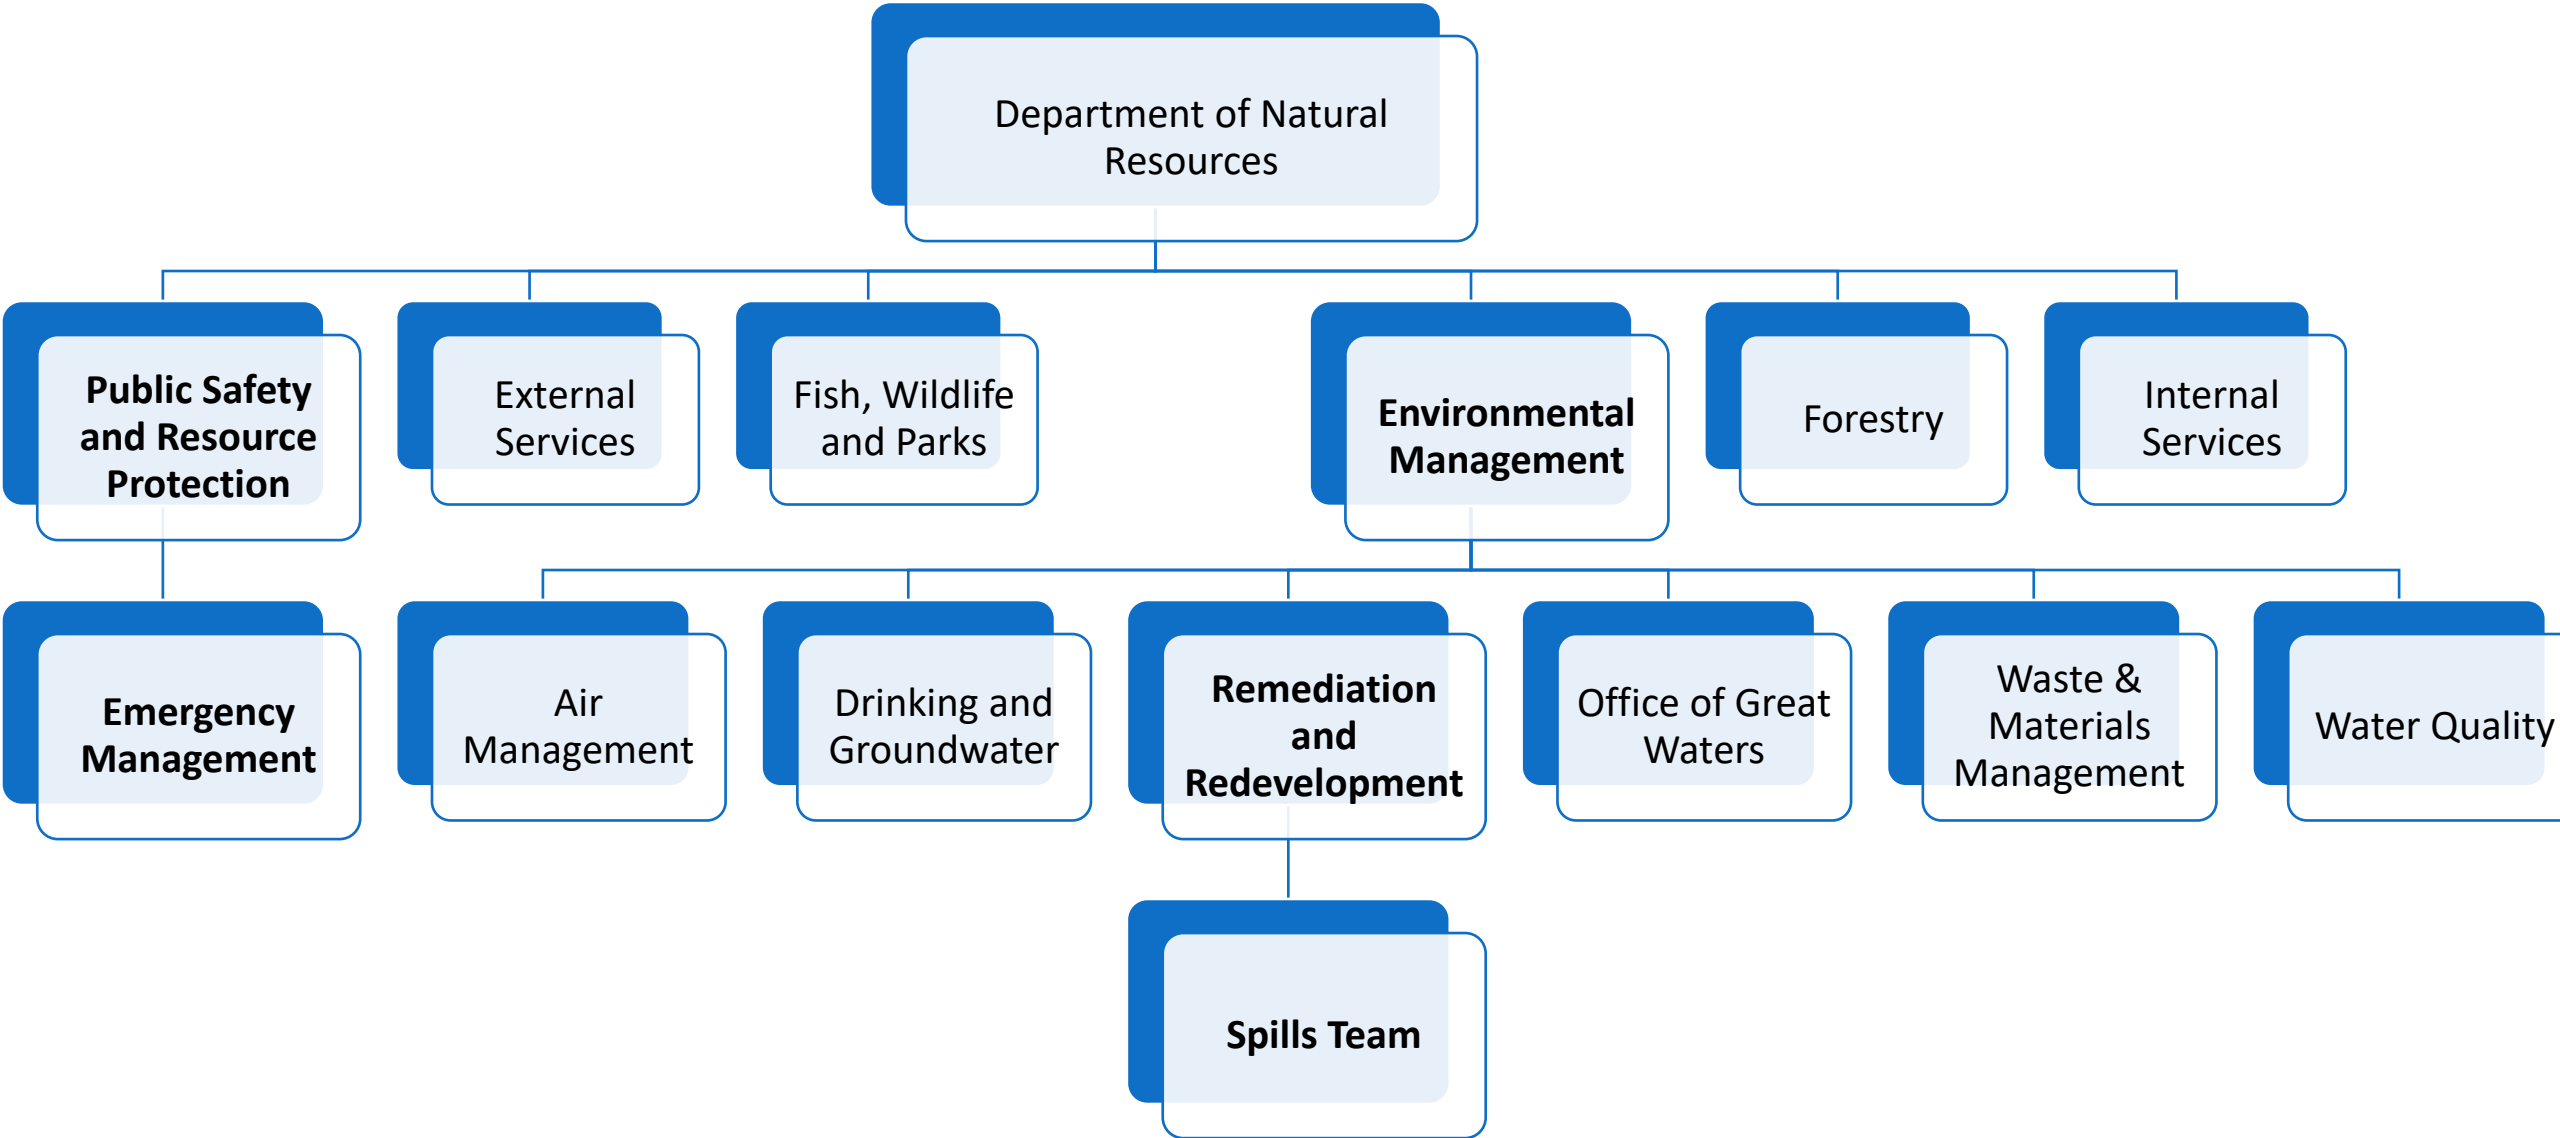 Department of Natural
Resources
Public Safety
and Resource
Protection
External
Services
Fish, Wildlife
and Parks
Environmental
Management
Forestry
Internal
Services
Emergency
Management
Air
Management
Drinking and
Groundwater
Remediation
and
Redevelopment
Office of Great
Waters
Waste &
Materials
Management
Water Quality
Spills Team